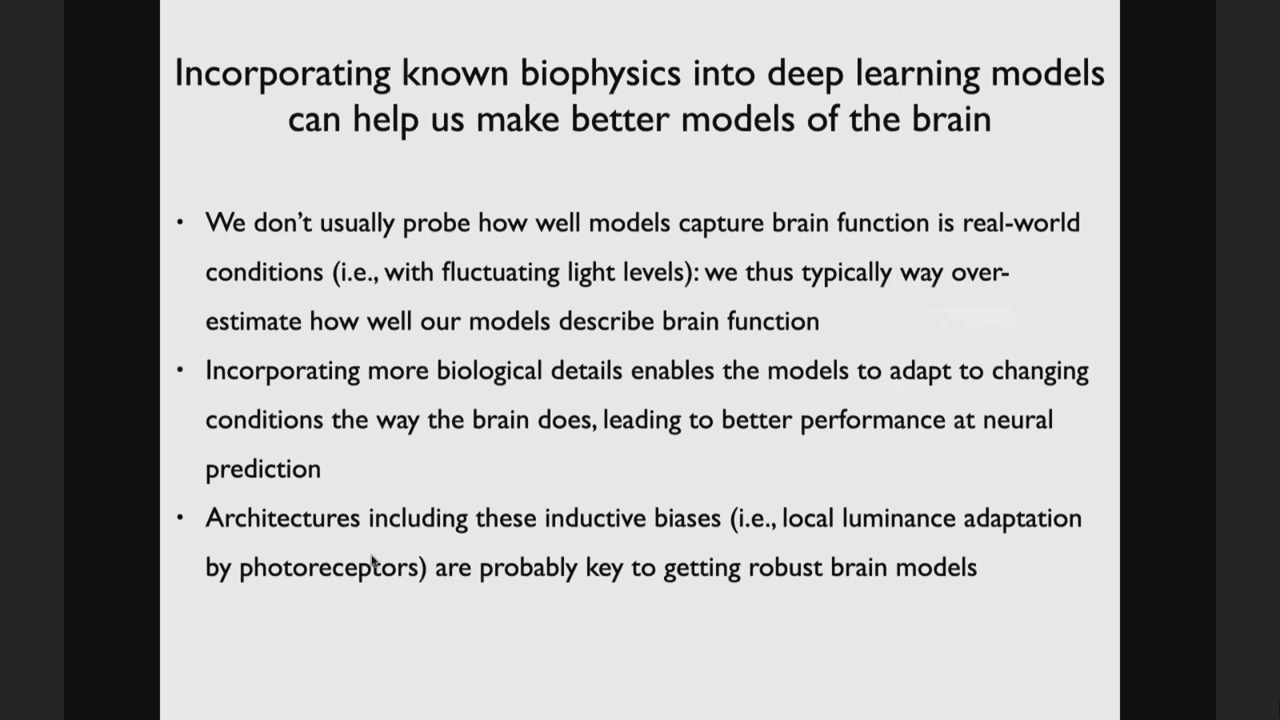 Incorporating known biophysics into deep learning models
can help us make better models of the brain
• We don't usually probe how well models capture brain function is real-world
conditions (i.e., with fluctuating light levels): we thus typically way over-
estimate how well our models describe brain function
• Incorporating more biological details enables the models to adapt to changing
conditions the way the brain does, leading to better performance at neural
prediction
• Architectures including these inductive biases (i.e., local luminance adaptation
by photoreceptors) are probably key to getting robust brain models